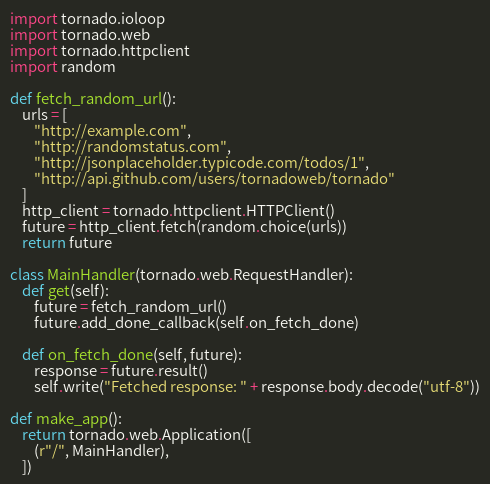 import tornado.ioloop
import tornado.web
import tornado.httpclient
import random
def fetch_random_url():
urls = [
"http://example.com",
"http://randomstatus.com",
"http://jsonplaceholder.typicode.com/todos/1",
"http://api.github.com/users/tornadoweb/tornado"
]
http_client = tornado.httpclient.HTTPClient()
future = http_client.fetch(random.choice(urls))
return future
class MainHandler(tornado.web.RequestHandler):
def get(self):
future = fetch_random_url()
future.add_done_callback(self.on_fetch_done)
def on_fetch_done(self, future):
response = future.result()
self.write("Fetched response: " + response.body.decode("utf-8"))
def make_app():
return tornado.web.Application([
(r"/", MainHandler),
])